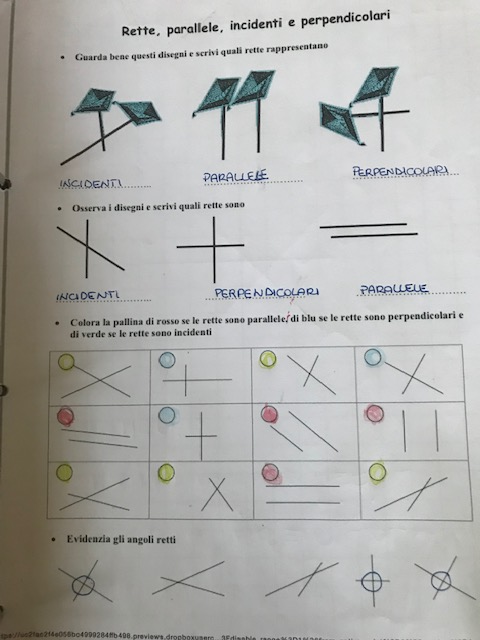 Rette, parallele, incidenti e perpendicolari
• Guarda bene questi disegni e scrivi quali rette rappresentano
INCIDENTI PARALLELE PERPENDICOLARI
• Osserva i disegni e scrivi quali rette sono
INCIDENTI PERPENDICOLARI PARALLELE
• Colora la pallina di rosso se le rette sono parallele, di blu se le rette sono perpendicolari e
di verde se le rette sono incidenti
• Evidenzia gli angoli retti